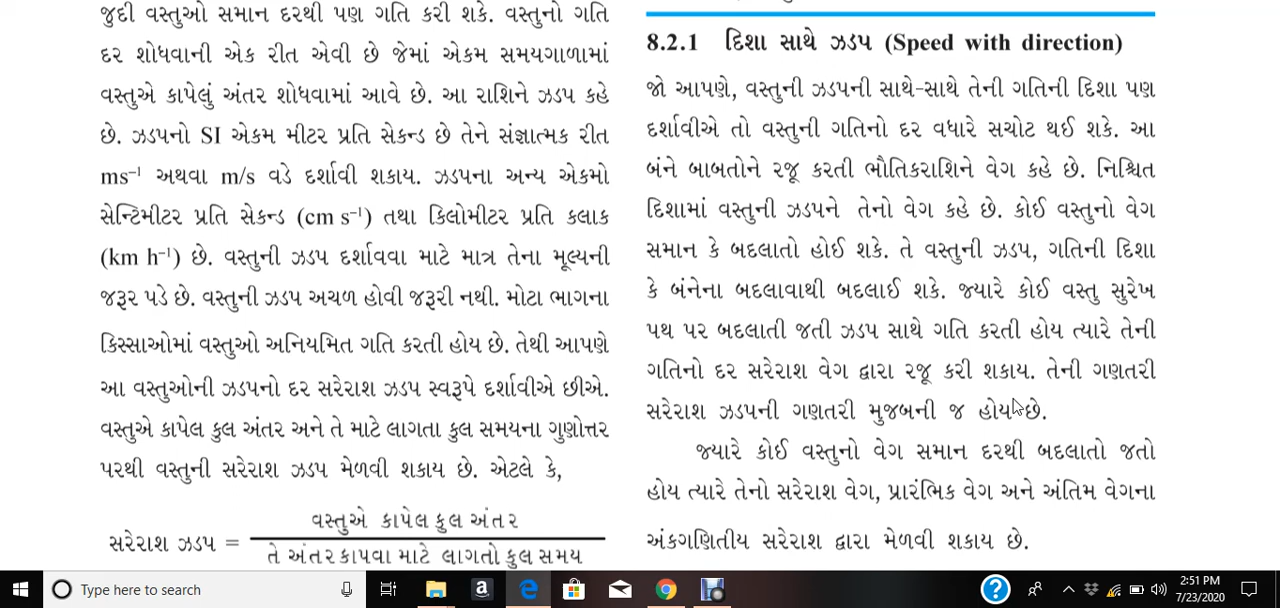 જુદી વસ્તુઓ સમાન દરથી પણ ગતિ કરી શકે. વસ્તુનો ગતિ
દર શોધવાની એક રીત એવી છે જેમાં એકમ સમયગાળામાં
વસ્તુએ કાપેલું અંતર શોધવામાં આવે છે. આ રાશિને ઝડપ કહે
છે. ઝડપનો SI એકમ મીટર પ્રતિ સેકન્ડ છે તેને સંજ્ઞાત્મક રીત
ms⁻¹ અથવા m/s વડે દર્શાવી શકાય. ઝડપના અન્ય એકમો
સેન્ટિમીટર પ્રતિ સેકન્ડ (cm s⁻¹) તથા કિલોમીટર પ્રતિ કલાક
(km h⁻¹) છે. વસ્તુની ઝડપ દર્શાવવા માટે માત્ર તેના મૂલ્યની
જરૂર પડે છે. વસ્તુની ઝડપ અચળ હોવી જરૂરી નથી. મોટા ભાગના
કિસ્સાઓમાં વસ્તુઓ અનિયમિત ગતિ કરતી હોય છે. તેથી આપણે
આ વસ્તુઓની ઝડપનો દર સરેરાશ ઝડપ સ્વરૂપે દર્શાવીએ છીએ.
વસ્તુએ કાપેલ કુલ અંતર અને તે માટે લાગતા કુલ સમયના ગુણોત્તર
પરથી વસ્તુની સરેરાશ ઝડપ મેળવી શકાય છે. એટલે કે,
વસ્તુએ કાપેલ કુલ અંતર
સરેરાશ ઝડપ =
તે અંતર કાપવા માટે લાગતો કુલ સમય
8.2.1 દિશા સાથે ઝડપ (Speed with direction)
જો આપણે, વસ્તુની ઝડપની સાથે-સાથે તેની ગતિની દિશા પણ
દર્શાવીએ તો વસ્તુની ગતિનો દર વધારે સચોટ થઈ શકે. આ
બંને બાબતોને રજૂ કરતી ભૌતિકરાશિને વેગ કહે છે. નિશ્ચિત
દિશામાં વસ્તુની ઝડપને તેનો વેગ કહે છે. કોઈ વસ્તુનો વેગ
સમાન કે બદલાતો હોઈ શકે. તે વસ્તુની ઝડપ, ગતિની દિશા
કે બંનેના બદલાવાથી બદલાઈ શકે. જ્યારે કોઈ વસ્તુ સુરેખ
પથ પર બદલાતી જતી ઝડપ સાથે ગતિ કરતી હોય ત્યારે તેની
ગતિનો દર સરેરાશ વેગ દ્વારા રજૂ કરી શકાય. તેની ગણતરી
સરેરાશ ઝડપની ગણતરી મુજબની જ હોય છે.
જ્યારે કોઈ વસ્તુનો વેગ સમાન દરથી બદલાતો જતો
હોય ત્યારે તેનો સરેરાશ વેગ, પ્રારંભિક વેગ અને અંતિમ વેગના
અંકગણિતીય સરેરાશ દ્વારા મેળવી શકાય છે.
Type here to search
2:51 PM
7/23/2020